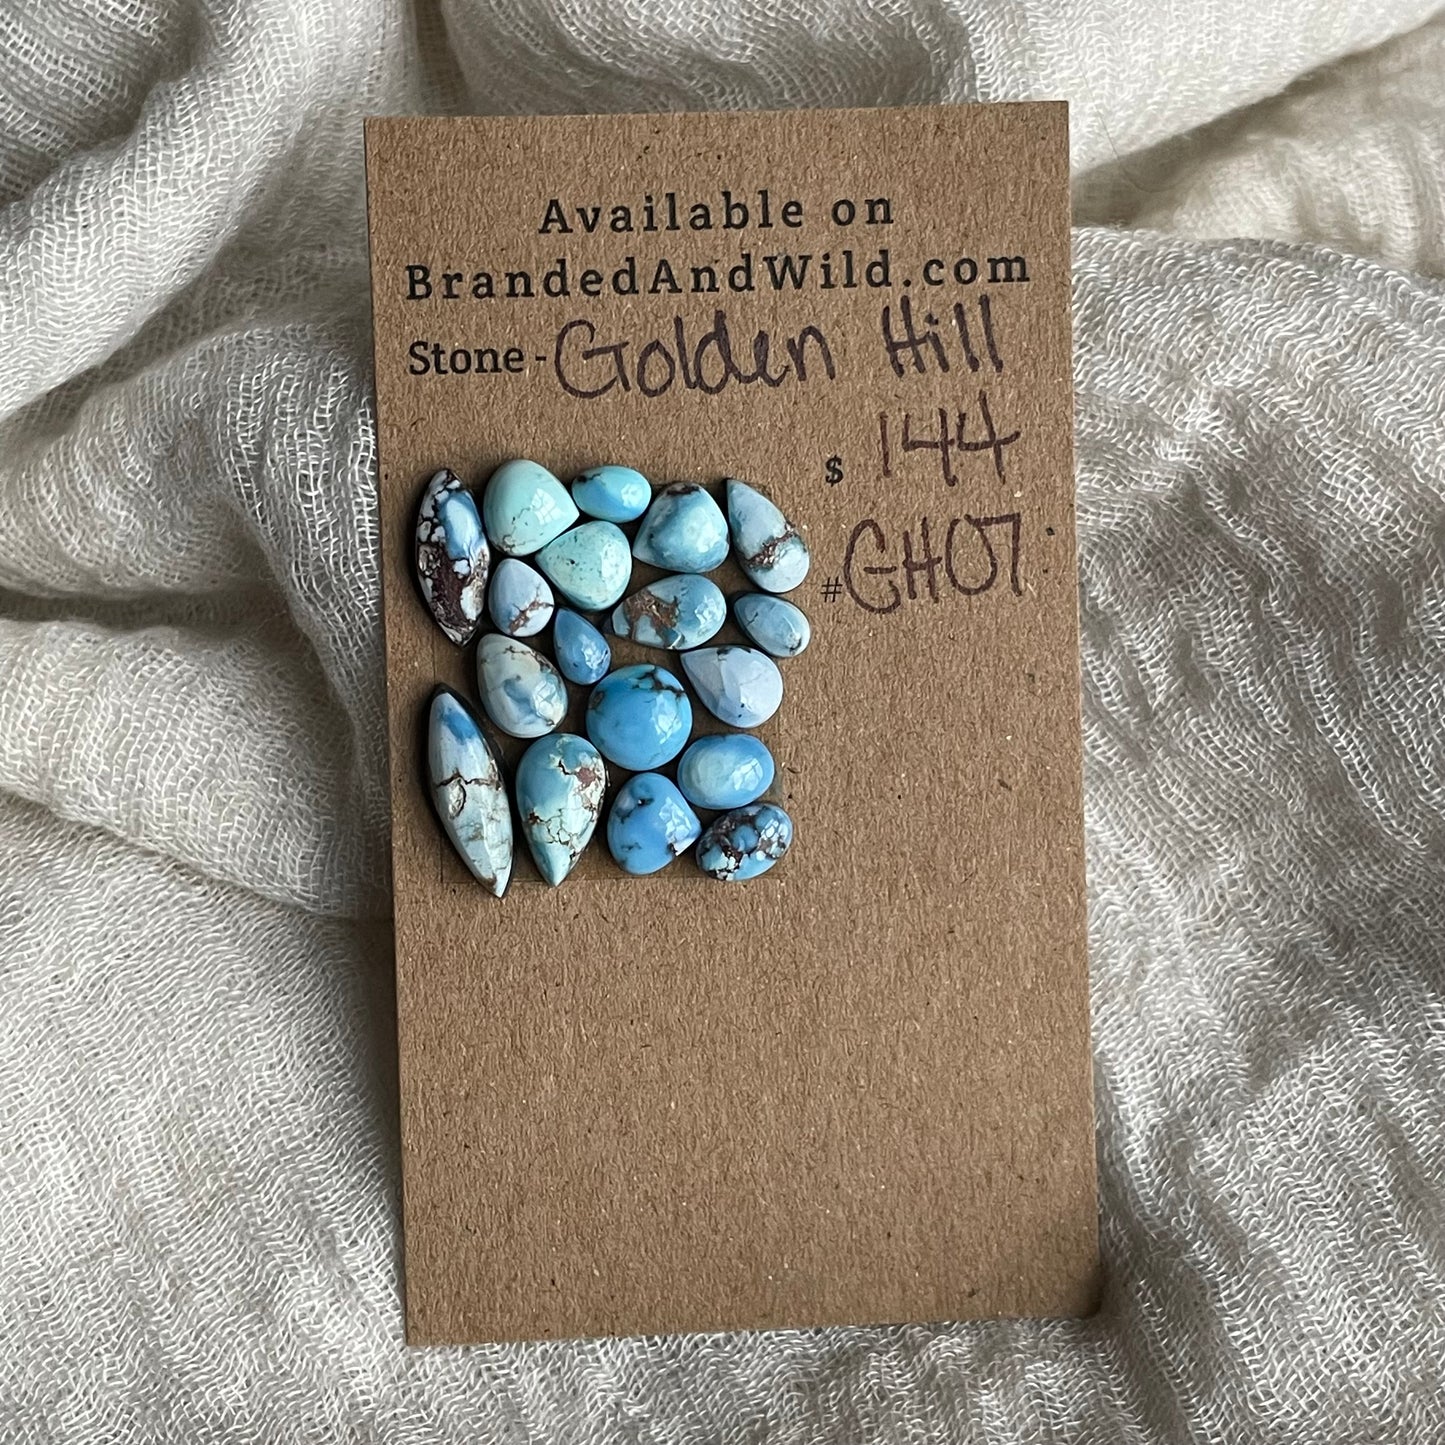 Available on
BrandedAndWild.com
Stone - Golden Hill
$ 144
# GH07